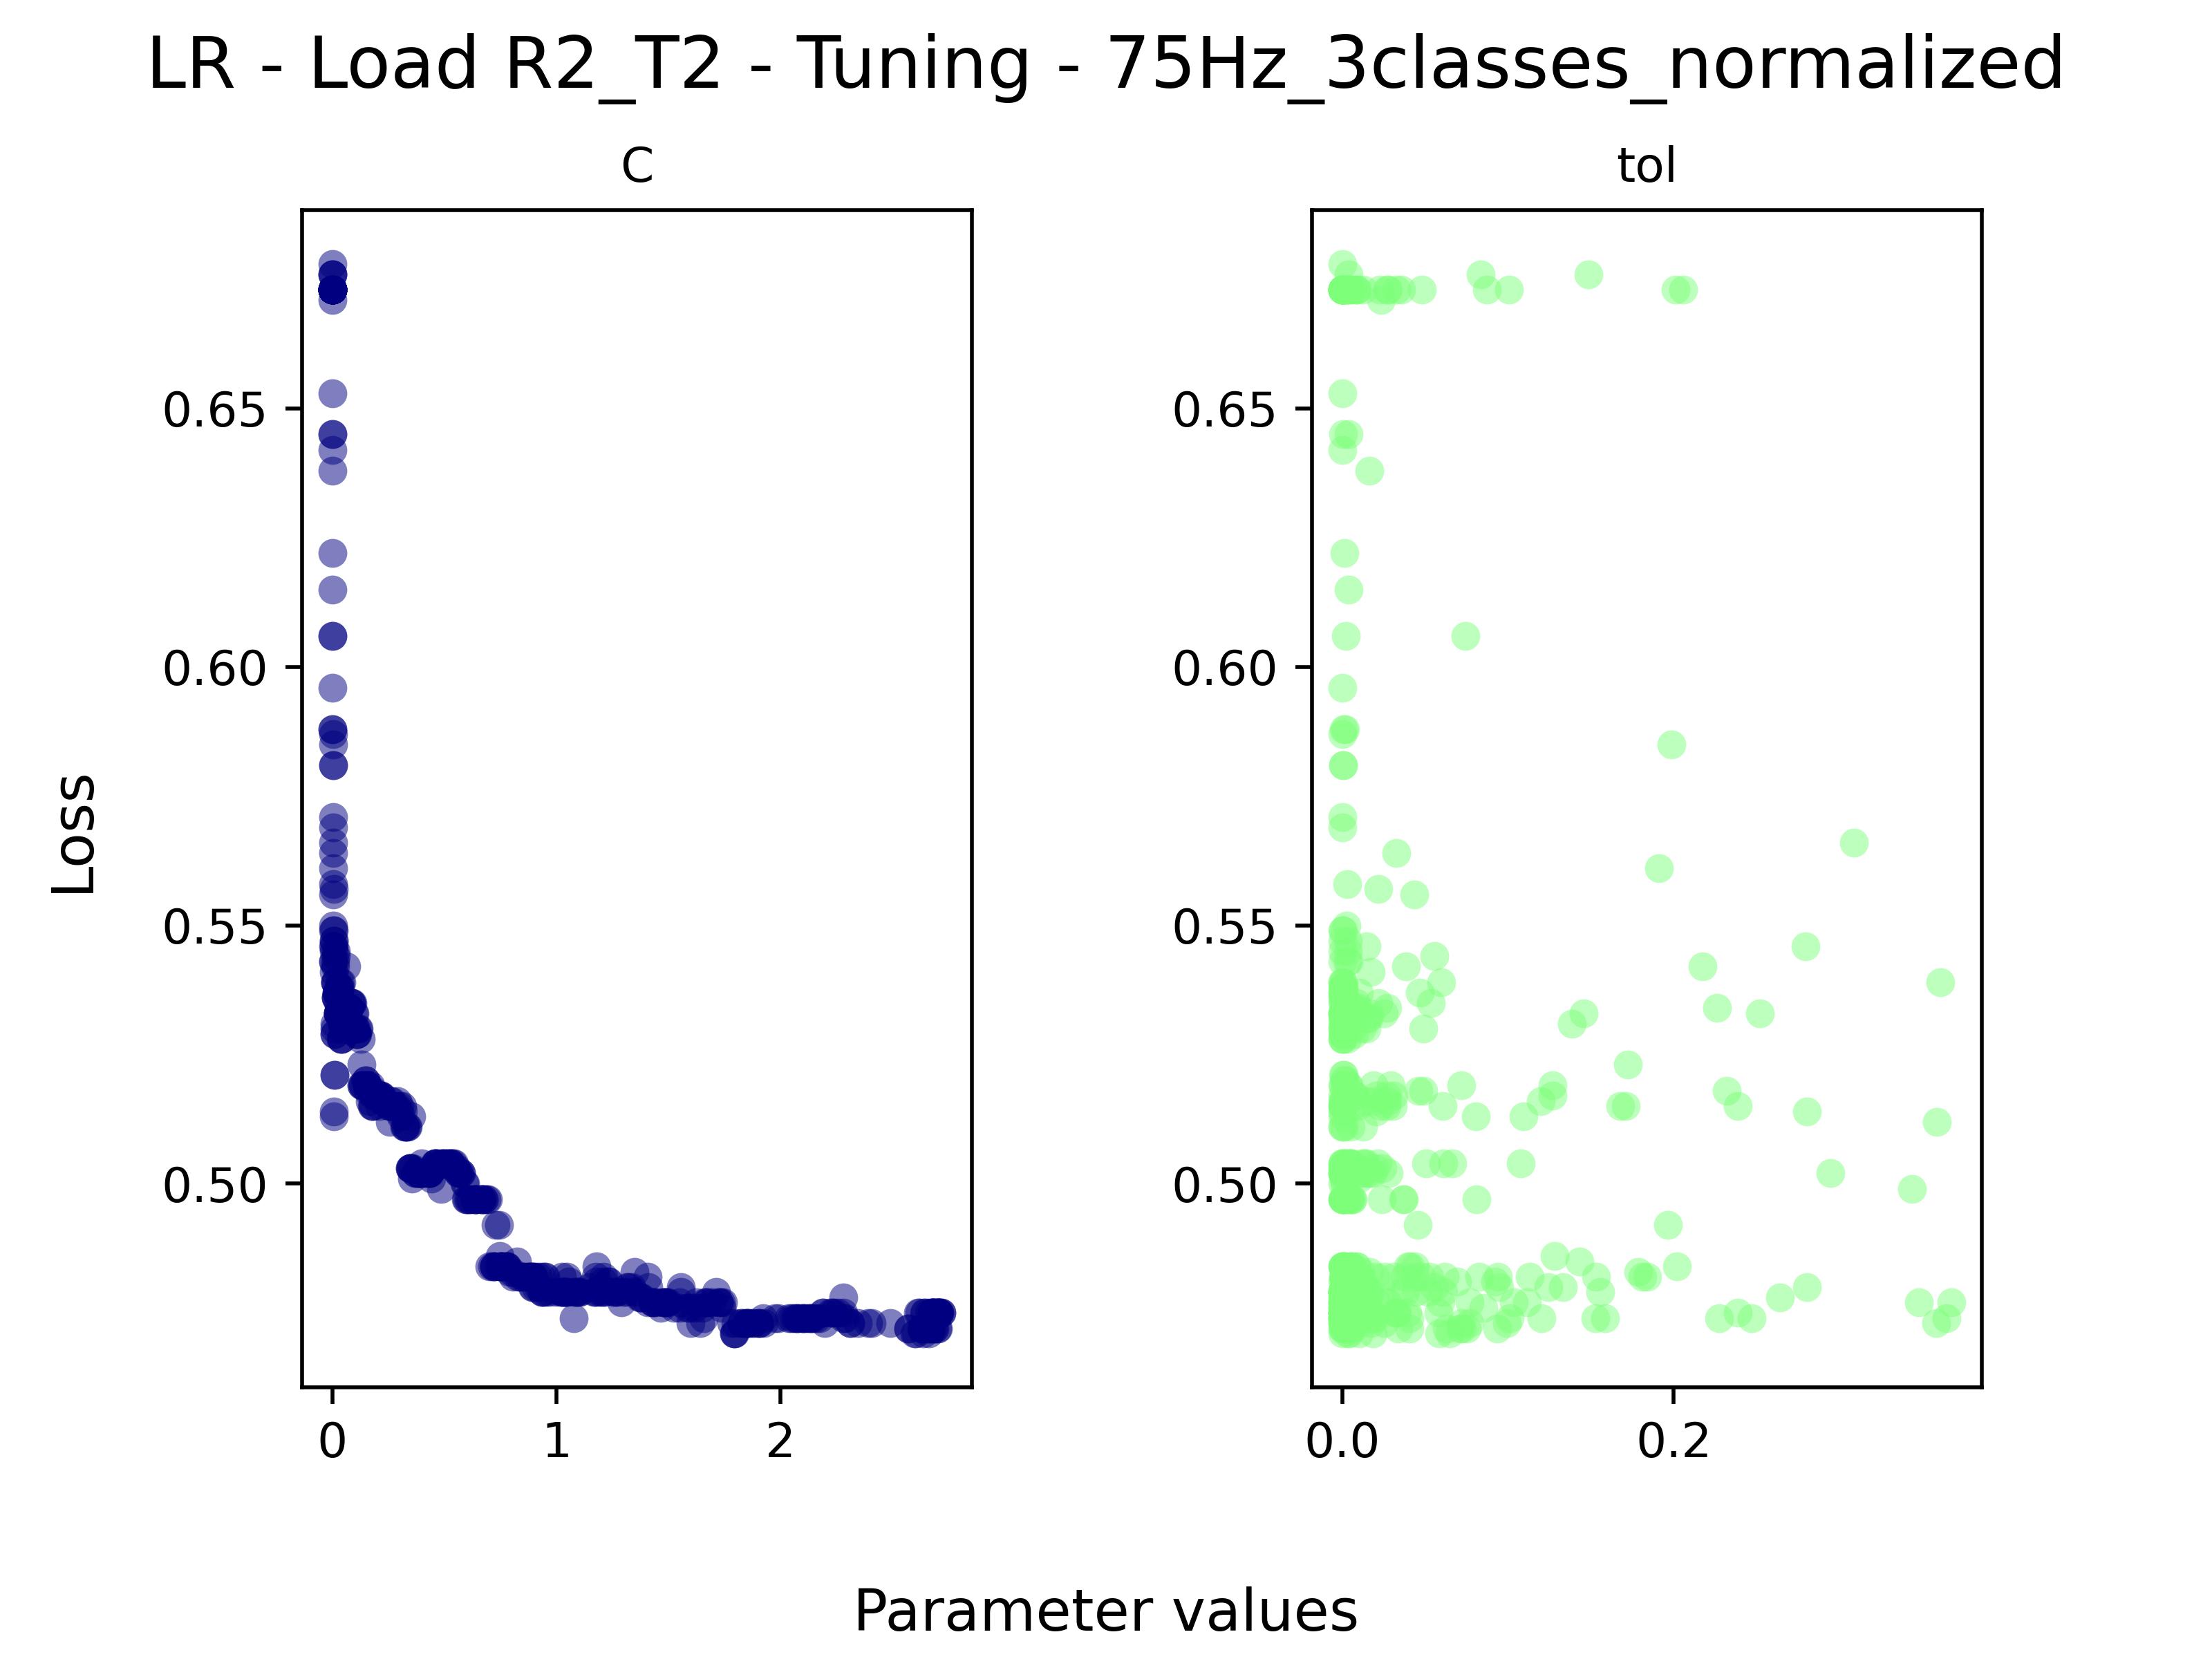 LR - Load R2_T2 - Tuning - 75Hz_3classes_normalized
C
tol
Loss
0.65
0.60
0.55
0.50
0
1
2
0.65
0.60
0.55
0.50
0.0
0.2
Parameter values